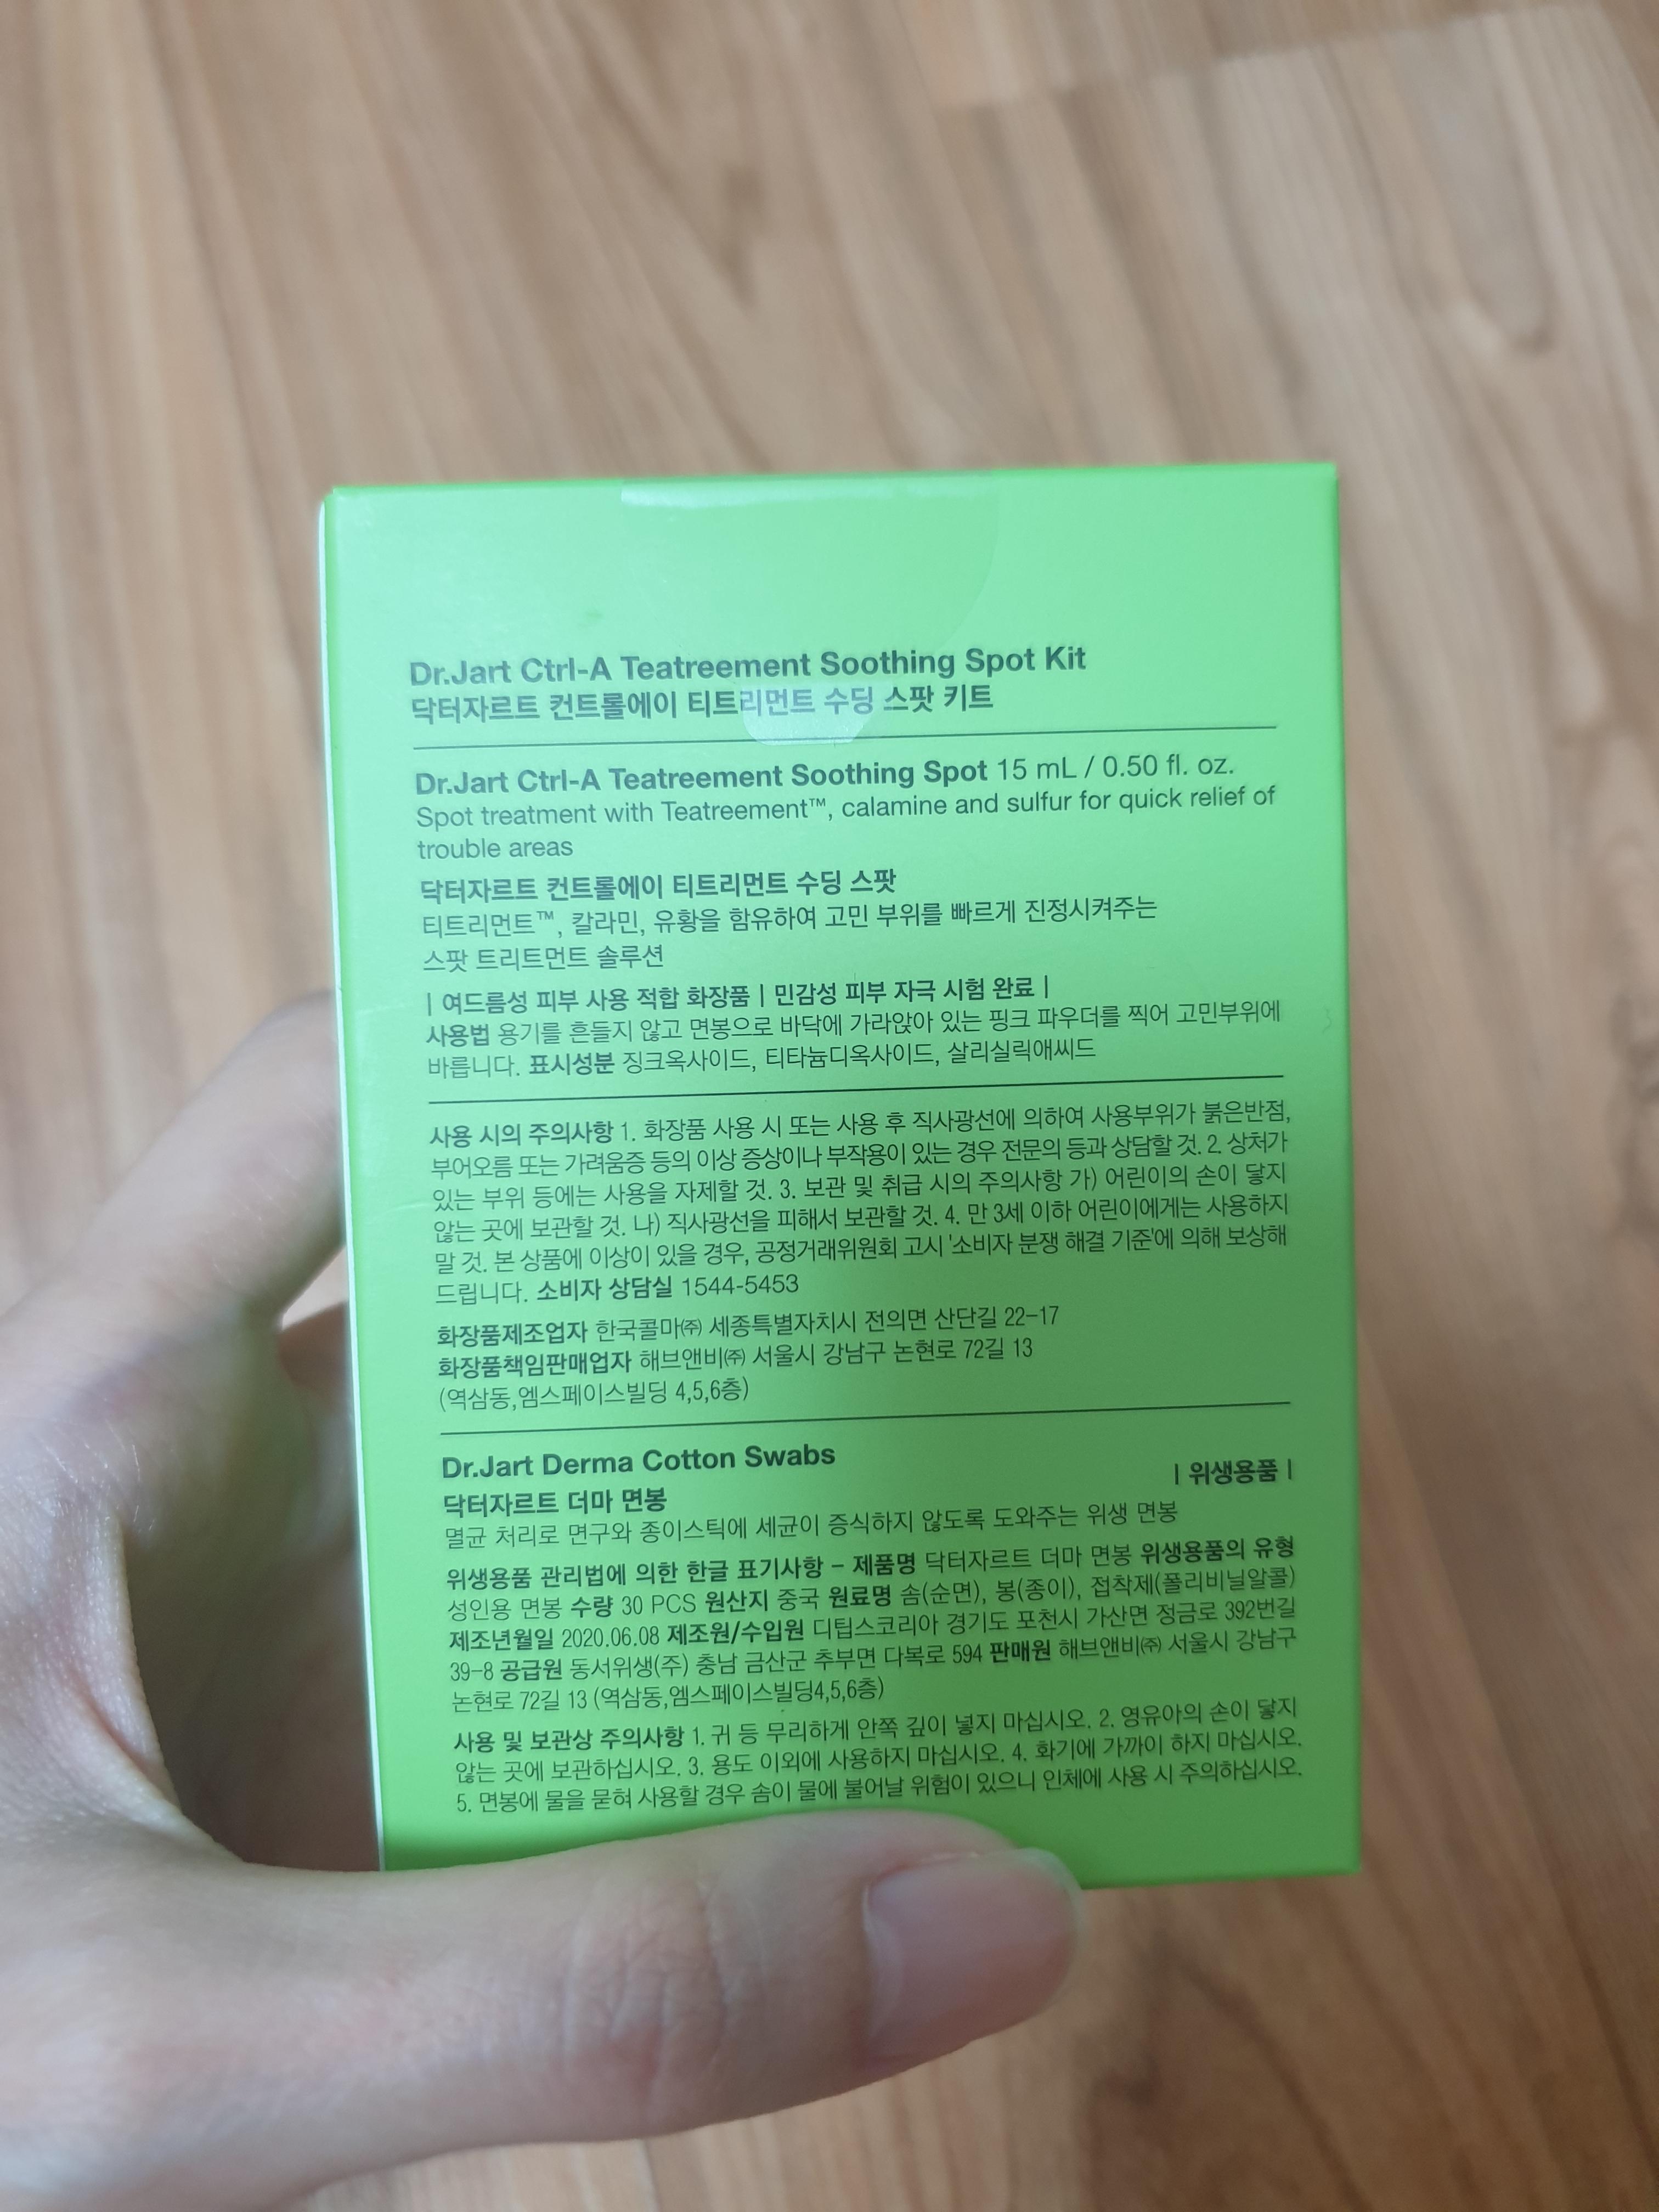 Dr.Jart Ctrl-A Teatreement Soothing Spot Kit
닥터자르트 컨트롤에이 티트리먼트 수딩 스팟 키트
Dr.Jart Ctrl-A Teatreement Soothing Spot 15 mL / 0.50 fl. oz.
Spot treatment with Teatreement™, calamine and sulfur for quick relief of
trouble areas
닥터자르트 컨트롤에이 티트리먼트 수딩 스팟
티트리먼트™, 칼라민, 유황을 함유하여 고민 부위를 빠르게 진정시켜주는
스팟 트리트먼트 솔루션
| 여드름성 피부 사용 적합 화장품 | 민감성 피부 자극 시험 완료 |
사용법 용기를 흔들지 않고 면봉으로 바닥에 가라앉아 있는 핑크 파우더를 찍어 고민부위에
바릅니다. 표시성분 징크옥사이드, 티타늄디옥사이드, 살리실릭애씨드
사용 시의 주의사항 1. 화장품 사용 시 또는 사용 후 직사광선에 의하여 사용부위가 붉은반점,
부어오름 또는 가려움증 등의 이상 증상이나 부작용이 있는 경우 전문의 등과 상담할 것. 2. 상처가
있는 부위 등에는 사용을 자제할 것. 3. 보관 및 취급 시의 주의사항 가) 어린이의 손이 닿지
않는 곳에 보관할 것. 나) 직사광선을 피해서 보관할 것. 4. 만 3세 이하 어린이에게는 사용하지
말 것. 본 상품에 이상이 있을 경우, 공정거래위원회 고시 '소비자 분쟁 해결 기준'에 의해 보상해
드립니다. 소비자 상담실 1544-5453
화장품제조업자 한국콜마㈜ 세종특별자치시 전의면 산단길 22-17
화장품책임판매업자 해브앤비㈜ 서울시 강남구 논현로 72길 13
(역삼동,엠스페이스빌딩 4,5,6층)
Dr.Jart Derma Cotton Swabs
| 위생용품 |
닥터자르트 더마 면봉
멸균 처리로 면구와 종이스틱에 세균이 증식하지 않도록 도와주는 위생 면봉
위생용품 관리법에 의한 한글 표기사항 - 제품명 닥터자르트 더마 면봉 위생용품의 유형
성인용 면봉 수량 30 PCS 원산지 중국 원료명 솜(순면), 봉(종이), 접착제(폴리비닐알콜)
제조년월일 2020.06.08 제조원/수입원 디팁스코리아 경기도 포천시 가산면 정금로 392번길
39-8 공급원 동서위생(주) 충남 금산군 추부면 다복로 594 판매원 해브앤비㈜ 서울시 강남구
논현로 72길 13 (역삼동,엠스페이스빌딩4,5,6층)
사용 및 보관상 주의사항 1. 귀 등 무리하게 안쪽 깊이 넣지 마십시오. 2. 영유아의 손이 닿지
않는 곳에 보관하십시오. 3. 용도 이외에 사용하지 마십시오. 4. 화기에 가까이 하지 마십시오.
5. 면봉에 물을 묻혀 사용할 경우 솜이 물에 불어날 위험이 있으니 인체에 사용 시 주의하십시오.